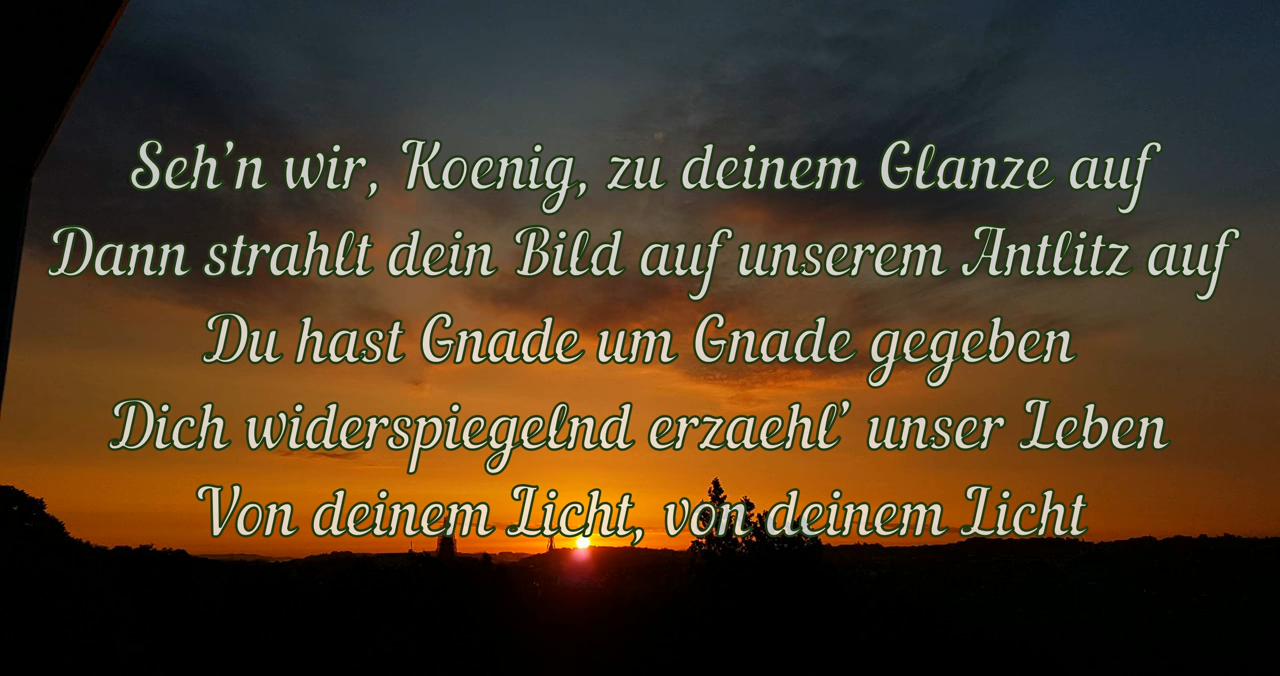 Seh’n wir, Koenig, zu deinem Glanze auf
Dann strahlt dein Bild auf unserem Antlitz auf
Du hast Gnade um Gnade gegeben
Dich widerspiegelnd erzaehl’ unser Leben
Von deinem Licht, von deinem Licht